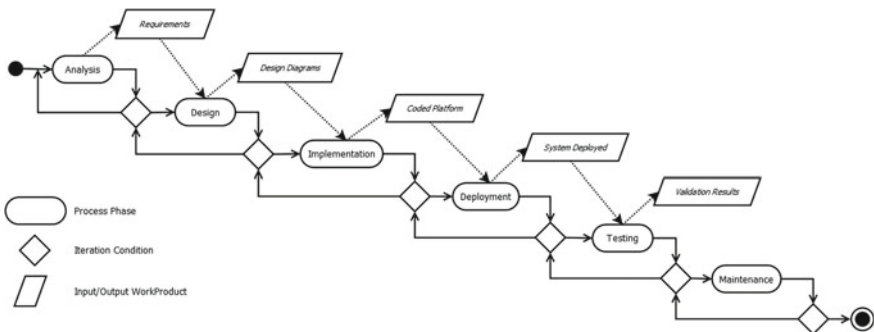 Requirements
Analysis
Design Diagrams
Design
Coded Platform
Implementation
System Deployed
Deployment
Validation Results
Testing
Maintenance
Process Phase
Iteration Condition
Input/Output WorkProduct